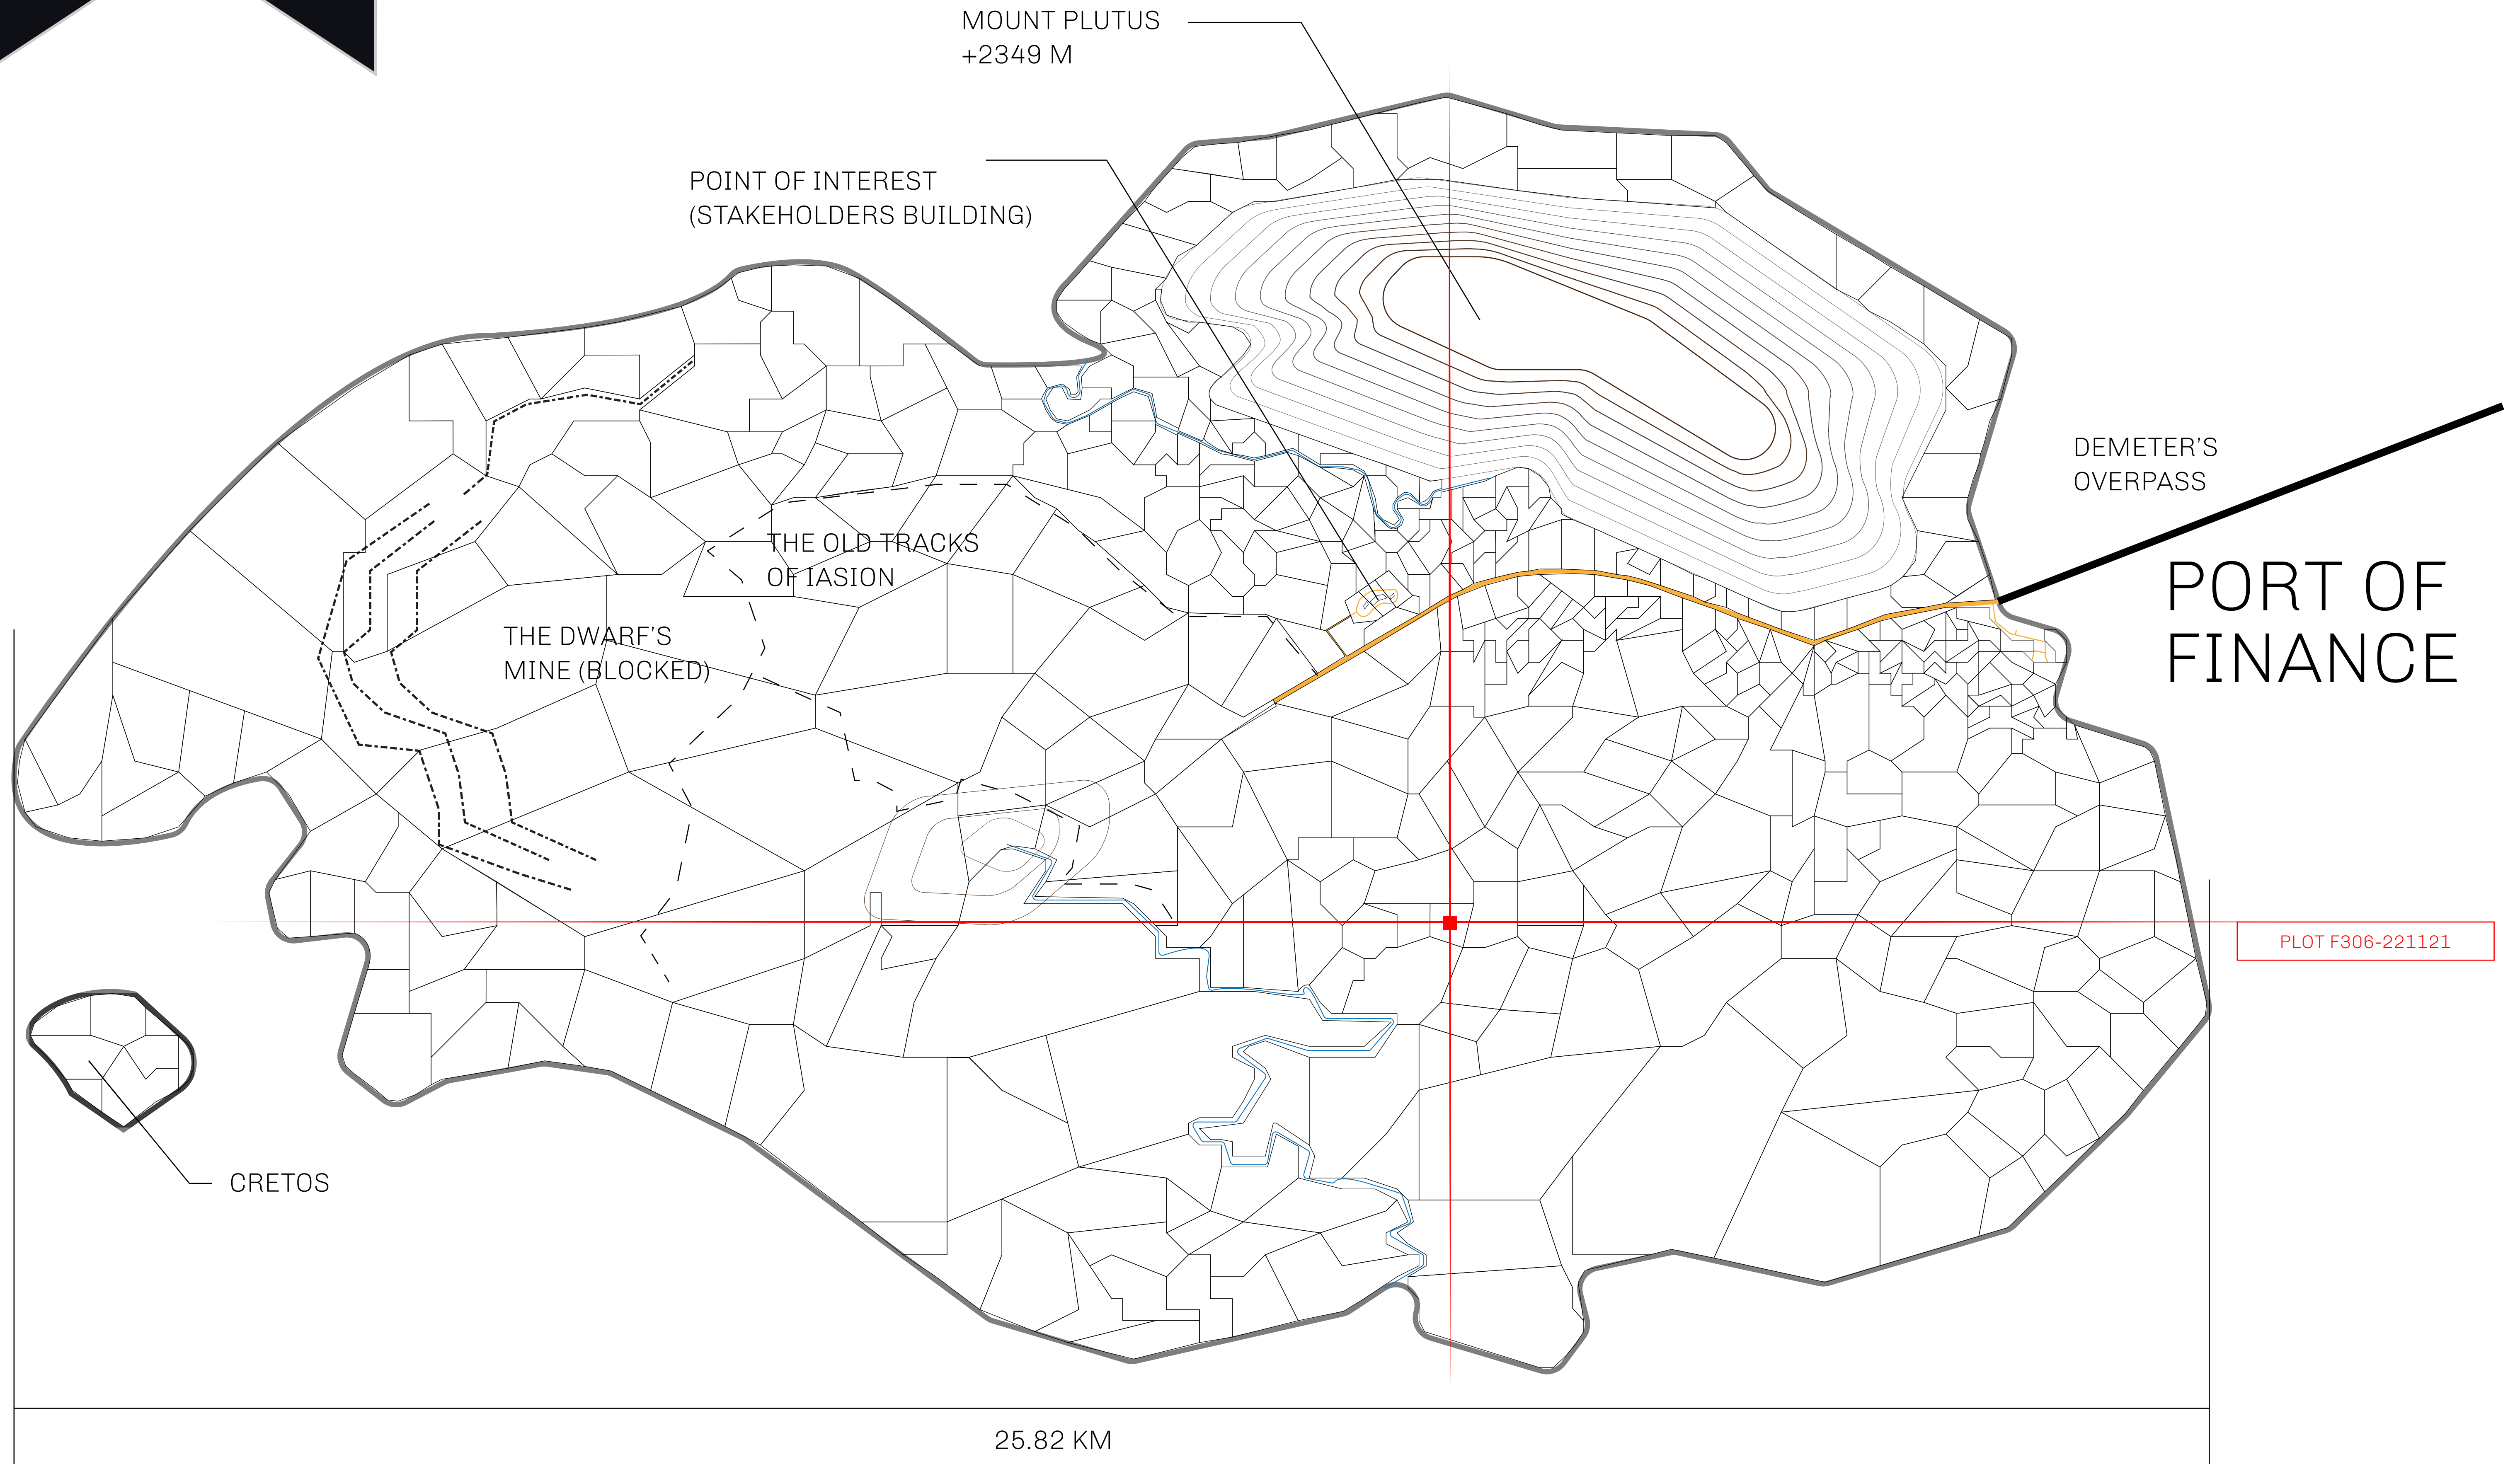 MOUNT PLUTUS
+2349 M
POINT OF INTEREST
(STAKEHOLDERS BUILDING)
DEMETER'S
OVERPASS
THE OLD TRACKS
OF IASION
PORT OF
FINANCE
THE DWARF'S
MINE (BLOCKED)
PLOT F306-221121
CRETOS
25.82 KM